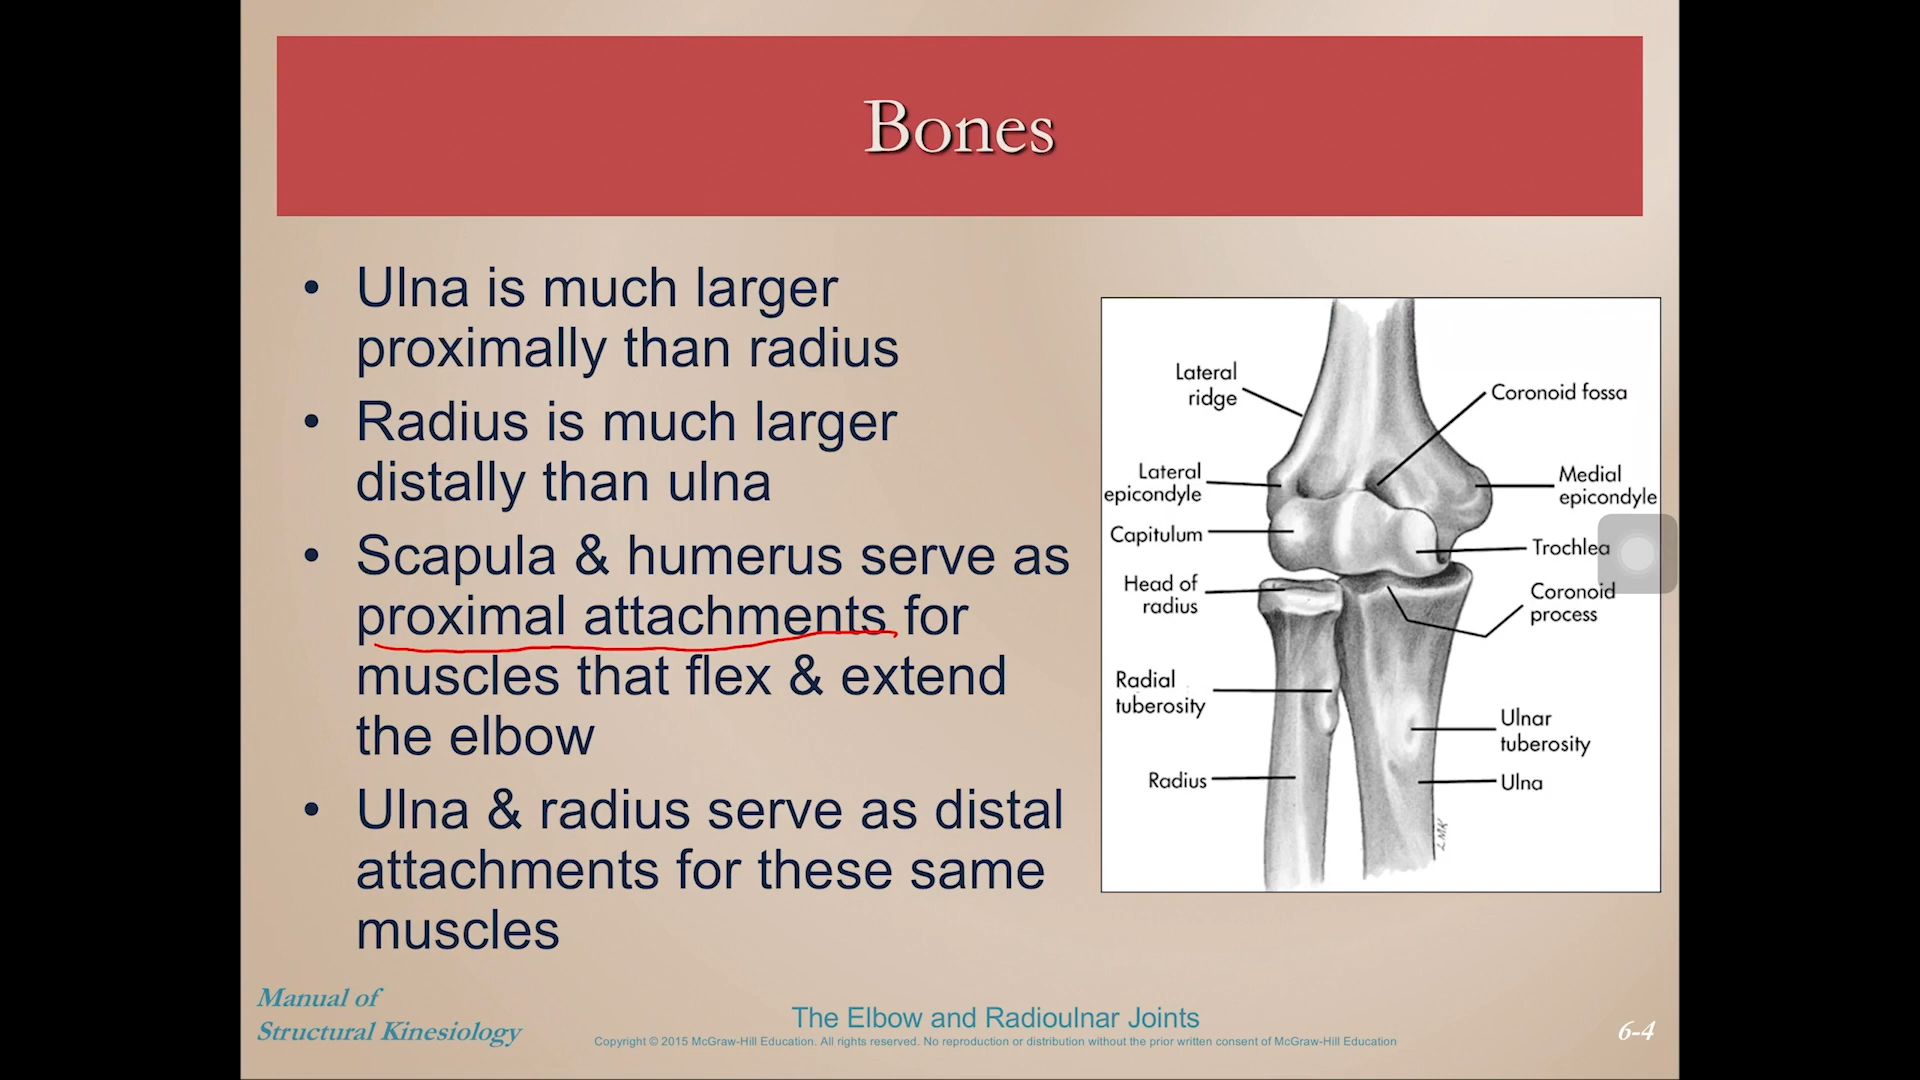 Bones
• Ulna is much larger
proximally than radius
• Radius is much larger
distally than ulna
• Scapula & humerus serve as
proximal attachments for
muscles that flex & extend
the elbow
• Ulna & radius serve as distal
attachments for these same
muscles
Lateral
ridge
Coronoid fossa
Lateral
epicondyle
Medial
epicondyle
Capitulum
Trochlea
Head of
radius
Coronoid
process
Radial
tuberosity
Ulnar
tuberosity
Radius
Ulna
LMK
Manual of
Structural Kinesiology
The Elbow and Radioulnar Joints
Copyright © 2015 McGraw-Hill Education. All rights reserved. No reproduction or distribution without the prior written consent of McGraw-Hill Education
6-4